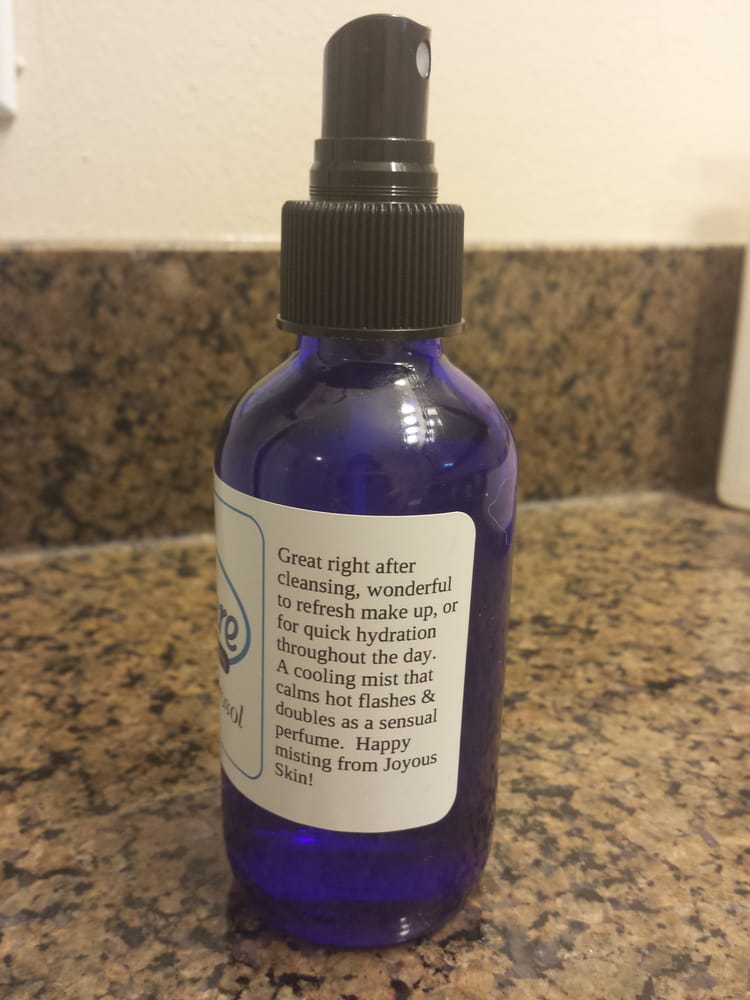 Great right after
cleansing, wonderful
to refresh make up, or
for quick hydration
throughout the day.
A cooling mist that
calms hot flashes &
doubles as a sensual
perfume. Happy
misting from Joyous
Skin!